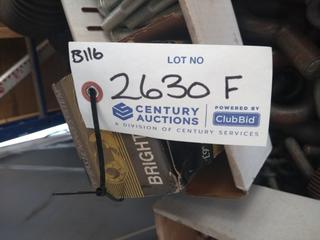 B116
LOT NO
2630 F
CENTURY
AUCTIONS
A DIVISION OF CENTURY SERVICES
POWERED BY
ClubBid
BRIGHT